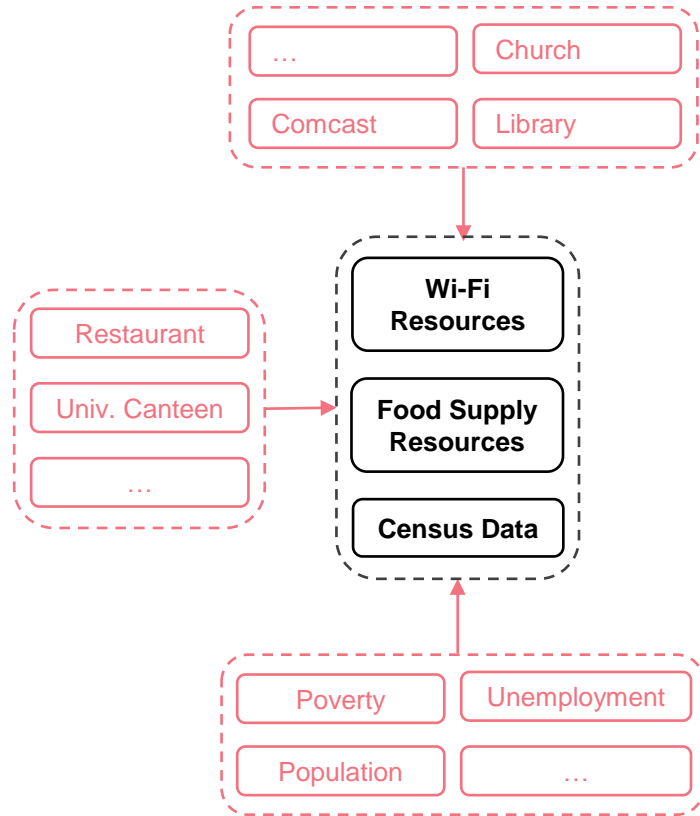 …
Church
Comcast
Library
Wi-Fi
Resources
Restaurant
Univ. Canteen
…
Food Supply
Resources
Census Data
Poverty
Unemployment
Population
…